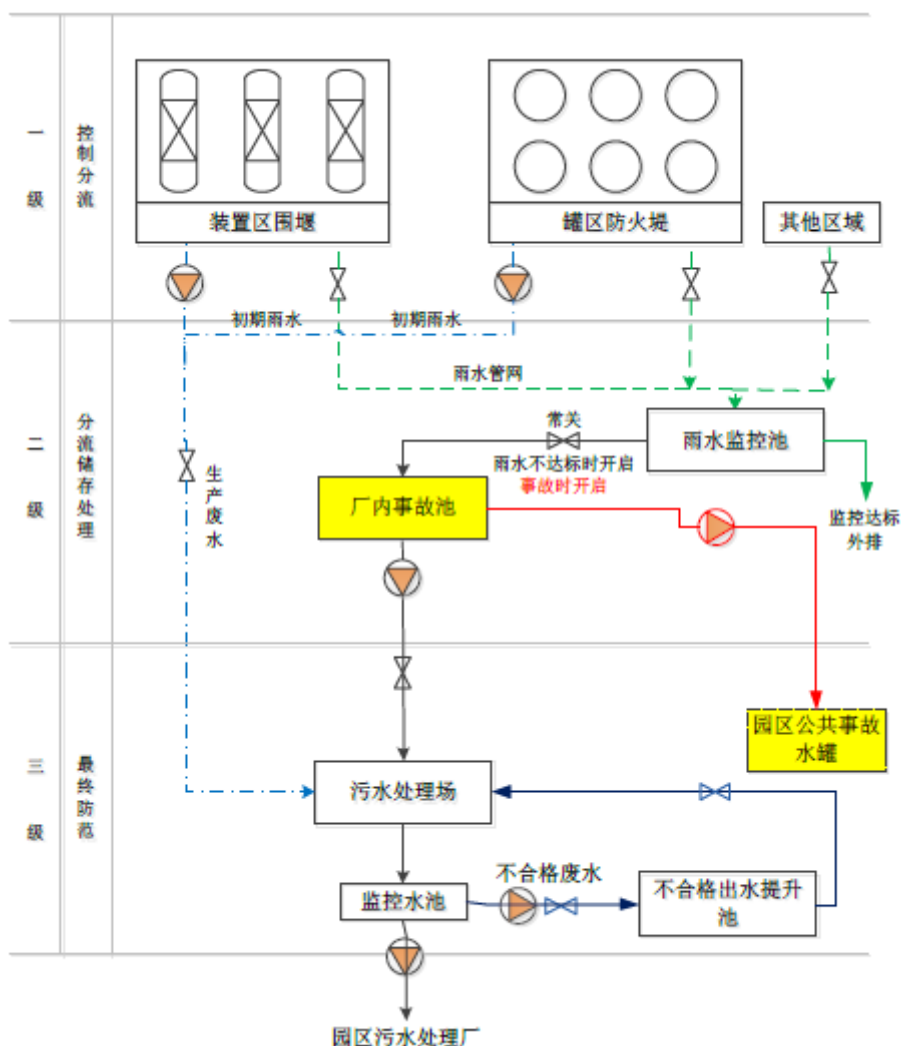 一级
控制分流
装置区围堰
罐区防火堤
其他区域
初期雨水
初期雨水
雨水管网
二级
分流储存处理
常关
雨水监控池
雨水不达标时开启
事故时开启
生产废水
厂内事故池
监控达标
外排
三级
最终防范
园区公共事故
水罐
污水处理场
不合格废水
监控水池
不合格出水提升
池
园区污水处理厂